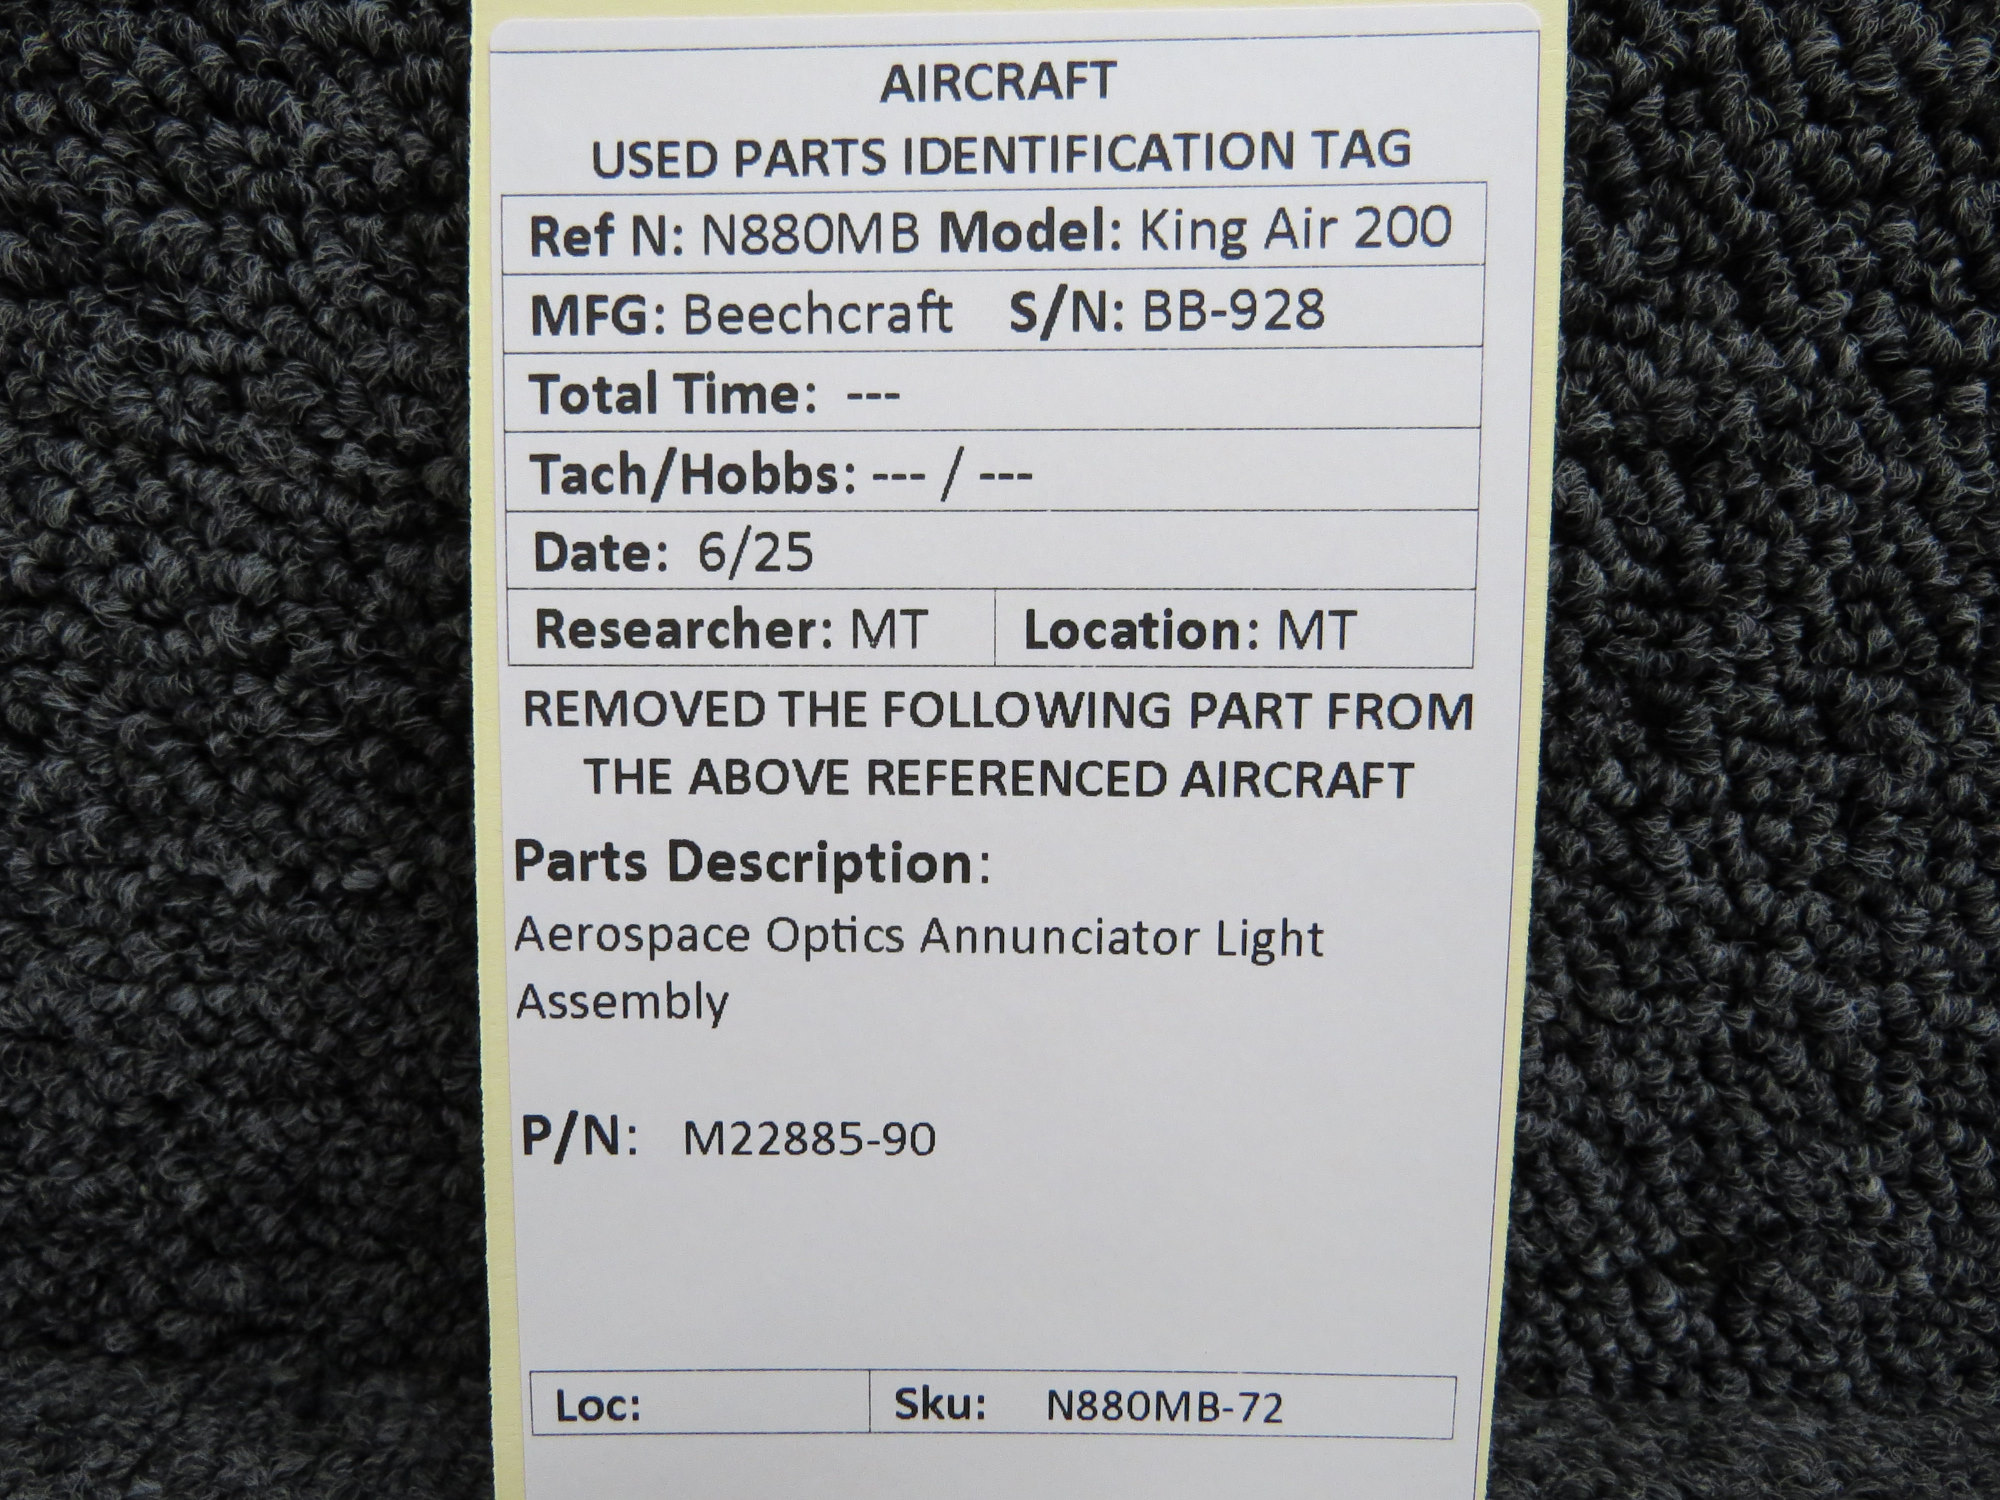 AIRCRAFT
USED PARTS IDENTIFICATION TAG
Ref N: N880MB Model: King Air 200
MFG: Beechcraft S/N: BB-928
Total Time: ---
Tach/Hobbs: --- / ---
Date: 6/25
Researcher: MT Location: MT
REMOVED THE FOLLOWING PART FROM
THE ABOVE REFERENCED AIRCRAFT
Parts Description:
Aerospace Optics Annunciator Light
Assembly
P/N: M22885-90
Loc: Sku: N880MB-72